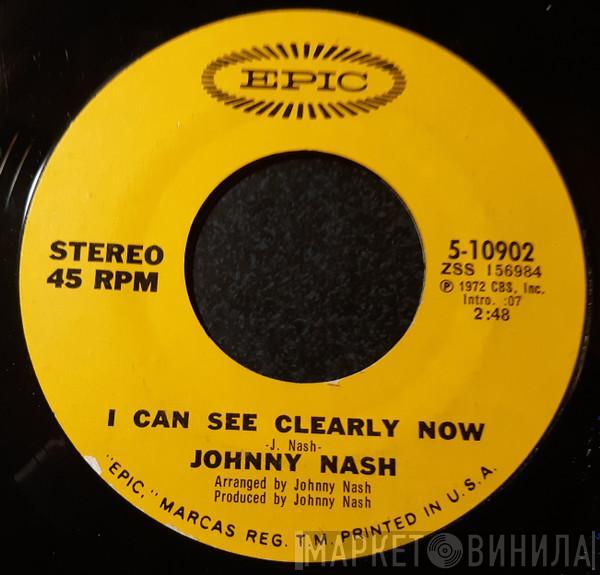 EPIC
STEREO
45 RPM
5-10902
ZSS 156984
Ⓟ 1972 CBS, Inc.
Intro. :07
2:48
I CAN SEE CLEARLY NOW
-J. Nash-
JOHNNY NASH
Arranged by Johnny Nash
Produced by Johnny Nash
"EPIC," MARCAS REG. T.M. PRINTED IN U.S.A.
МАРКЕТ ВИНИЛА